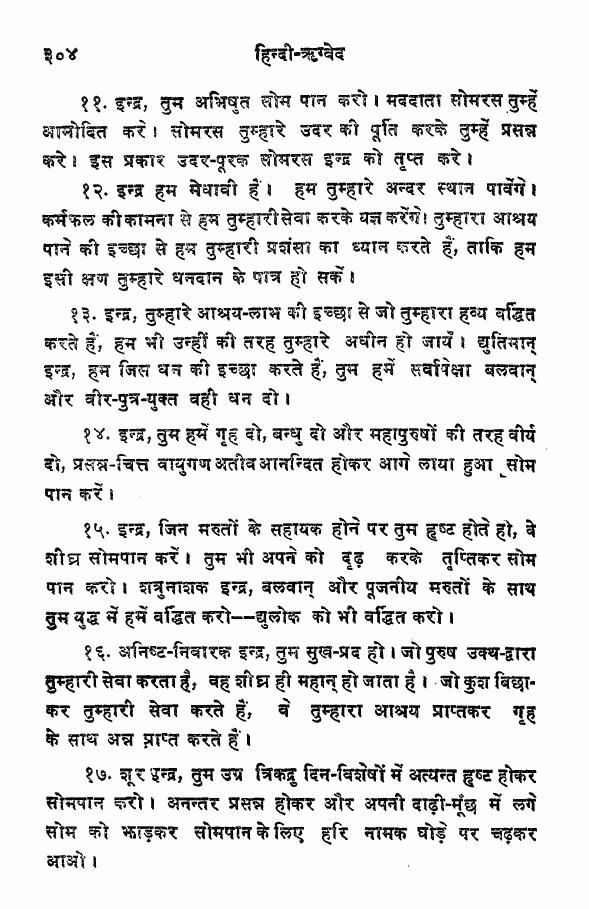 ३०४ हिन्दी-ऋग्वेद
११. इन्द्र, तुम अभिषुत सोम पान करो। मददाता सोमरस तुम्हें
आमोदित करे। सोमरस तुम्हारे उदर की पूर्ति करके तुम्हें प्रसन्न
करे। इस प्रकार उदर-पूरक सोमरस इन्द्र को तृप्त करे।
१२. इन्द्र हम मेधावी हैं। हम तुम्हारे अन्दर स्थान पावेंगे।
कर्मफल की कामना से हम तुम्हारी सेवा करके यज्ञ करेंगे। तुम्हारा आश्रय
पाने की इच्छा से हम तुम्हारी प्रशंसा का ध्यान करते हैं, ताकि हम
इसी क्षण तुम्हारे धनदान के पात्र हो सकें।
१३. इन्द्र, तुम्हारे आश्रय-लाभ की इच्छा से जो तुम्हारा हव्य वर्द्धित
करते हैं, हम भी उन्हीं की तरह तुम्हारे अधीन हो जायँ। द्युतिमान्
इन्द्र, हम जिस धन की इच्छा करते हैं, तुम हमें सर्वापेक्षा बलवान्
और वीर-पुत्र-युक्त वही धन दो।
१४. इन्द्र, तुम हमें गृह दो, बन्धु दो और महापुरुषों की तरह वीर्य
दो, प्रसन्न-चित्त वायुगण अतीव आनन्दित होकर आगे लाया हुआ सोम
पान करें।
१५. इन्द्र, जिन मरुतों के सहायक होने पर तुम हृष्ट होते हो, वे
शीघ्र सोमपान करें। तुम भी अपने को दृढ़ करके तृप्तिकर सोम
पान करो। शत्रुनाशक इन्द्र, बलवान् और पूजनीय मरुतों के साथ
तुम युद्ध में हमें वर्द्धित करो--द्युलोक को भी वर्द्धित करो।
१६. अनिष्ट-निवारक इन्द्र, तुम सुख-प्रद हो। जो पुरुष उक्थ-द्वारा
तुम्हारी सेवा करता है, वह शीघ्र ही महान् हो जाता है। जो कुश बिछा-
कर तुम्हारी सेवा करते हैं, वे तुम्हारा आश्रय प्राप्तकर गृह
के साथ अन्न प्राप्त करते हैं।
१७. शूर इन्द्र, तुम उग्र त्रिकद्रु दिन-विशेषों में अत्यन्त हृष्ट होकर
सोमपान करो। अनन्तर प्रसन्न होकर और अपनी दाढ़ी-मूँछ में लगे
सोम को झाड़कर सोमपान के लिए हरि नामक घोड़े पर चढ़कर
आओ।